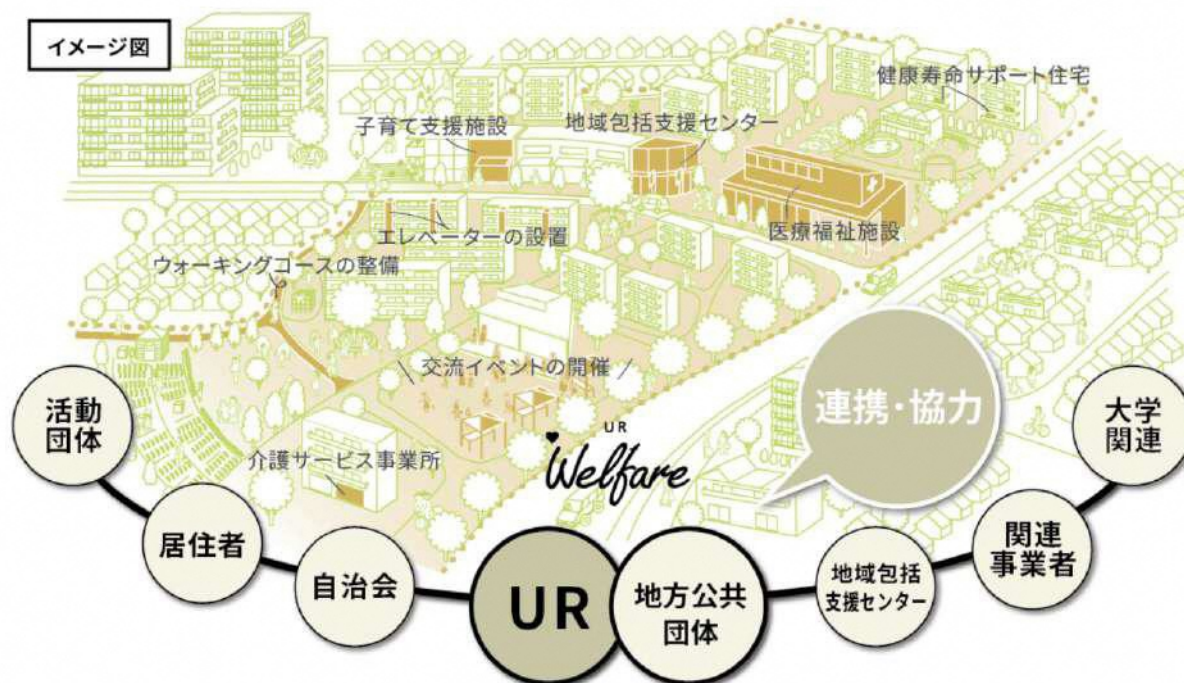 イメージ図
健康寿命サポート住宅
子育て支援施設
地域包括支援センター
エレベーターの設置
医療福祉施設
ウォーキングコースの整備
交流イベントの開催
介護サービス事業所
UR
Welfare
連携・協力
活動
団体
居住者
自治会
UR
地方公共
団体
地域包括
支援センター
関連
事業者
大学
関連